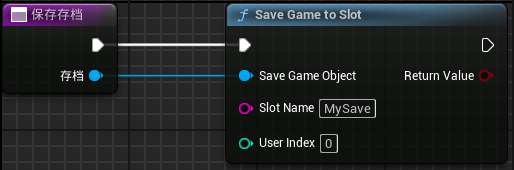 保存存档
存档
Save Game to Slot
Save Game Object
Return Value
Slot Name MySave
User Index 0